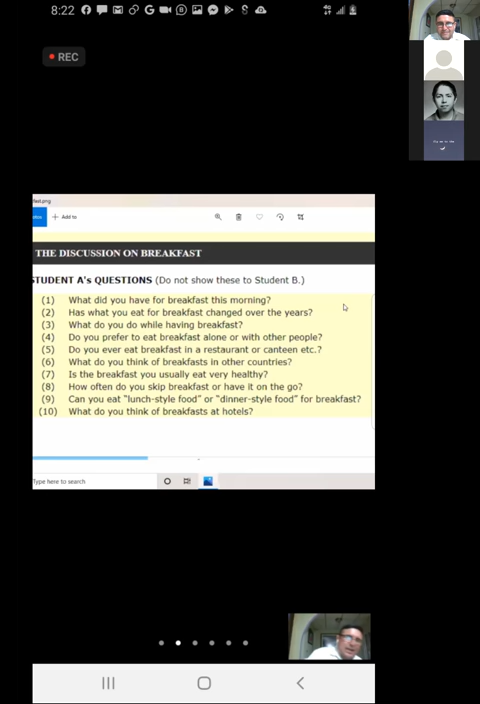 8:22
REC
fast.png
Add to
THE DISCUSSION ON BREAKFAST
STUDENT A's QUESTIONS (Do not show these to Student B.)
(1) What did you have for breakfast this morning?
(2) Has what you eat for breakfast changed over the years?
(3) What do you do while having breakfast?
(4) Do you prefer to eat breakfast alone or with other people?
(5) Do you ever eat breakfast in a restaurant or canteen etc.?
(6) What do you think of breakfasts in other countries?
(7) Is the breakfast you usually eat very healthy?
(8) How often do you skip breakfast or have it on the go?
(9) Can you eat “lunch-style food” or “dinner-style food” for breakfast?
(10) What do you think of breakfasts at hotels?
Type here to search